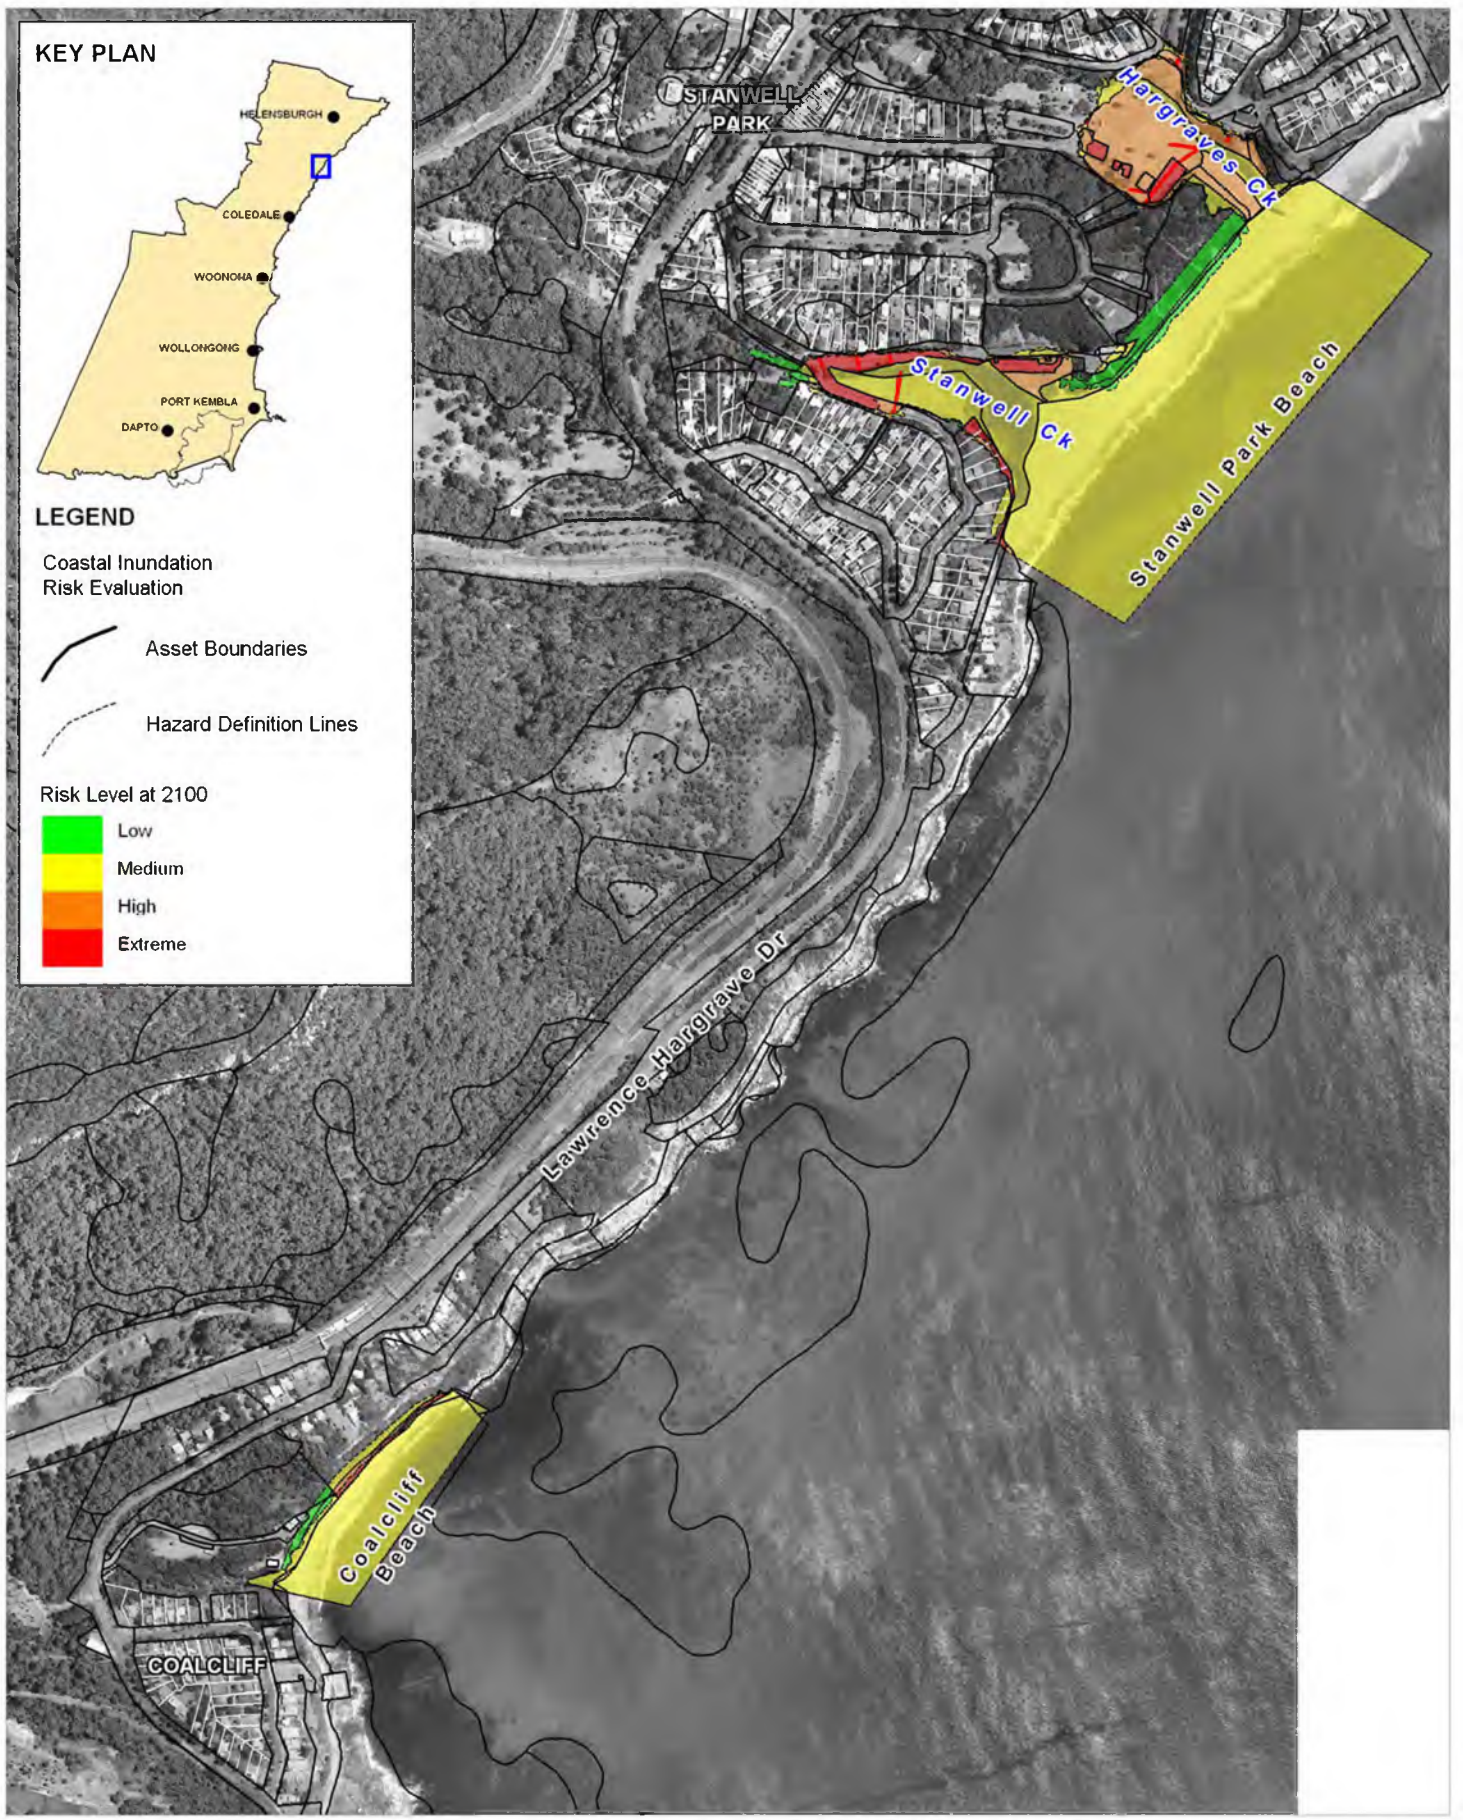 KEY PLAN
HELENSBURGH
COLEDALE
WOONONA
WOLLONGONG
PORT KEMBLA
DAPTO
LEGEND
Coastal Inundation
Risk Evaluation
Asset Boundaries
Hazard Definition Lines
Risk Level at 2100
Low
Medium
High
Extreme
STANWELL
PARK
Hargraves Ck
Stanwell Ck
Stanwell Park Beach
Lawrence Hargrave Dr
Coalcliff
Beach
COALCLIFF